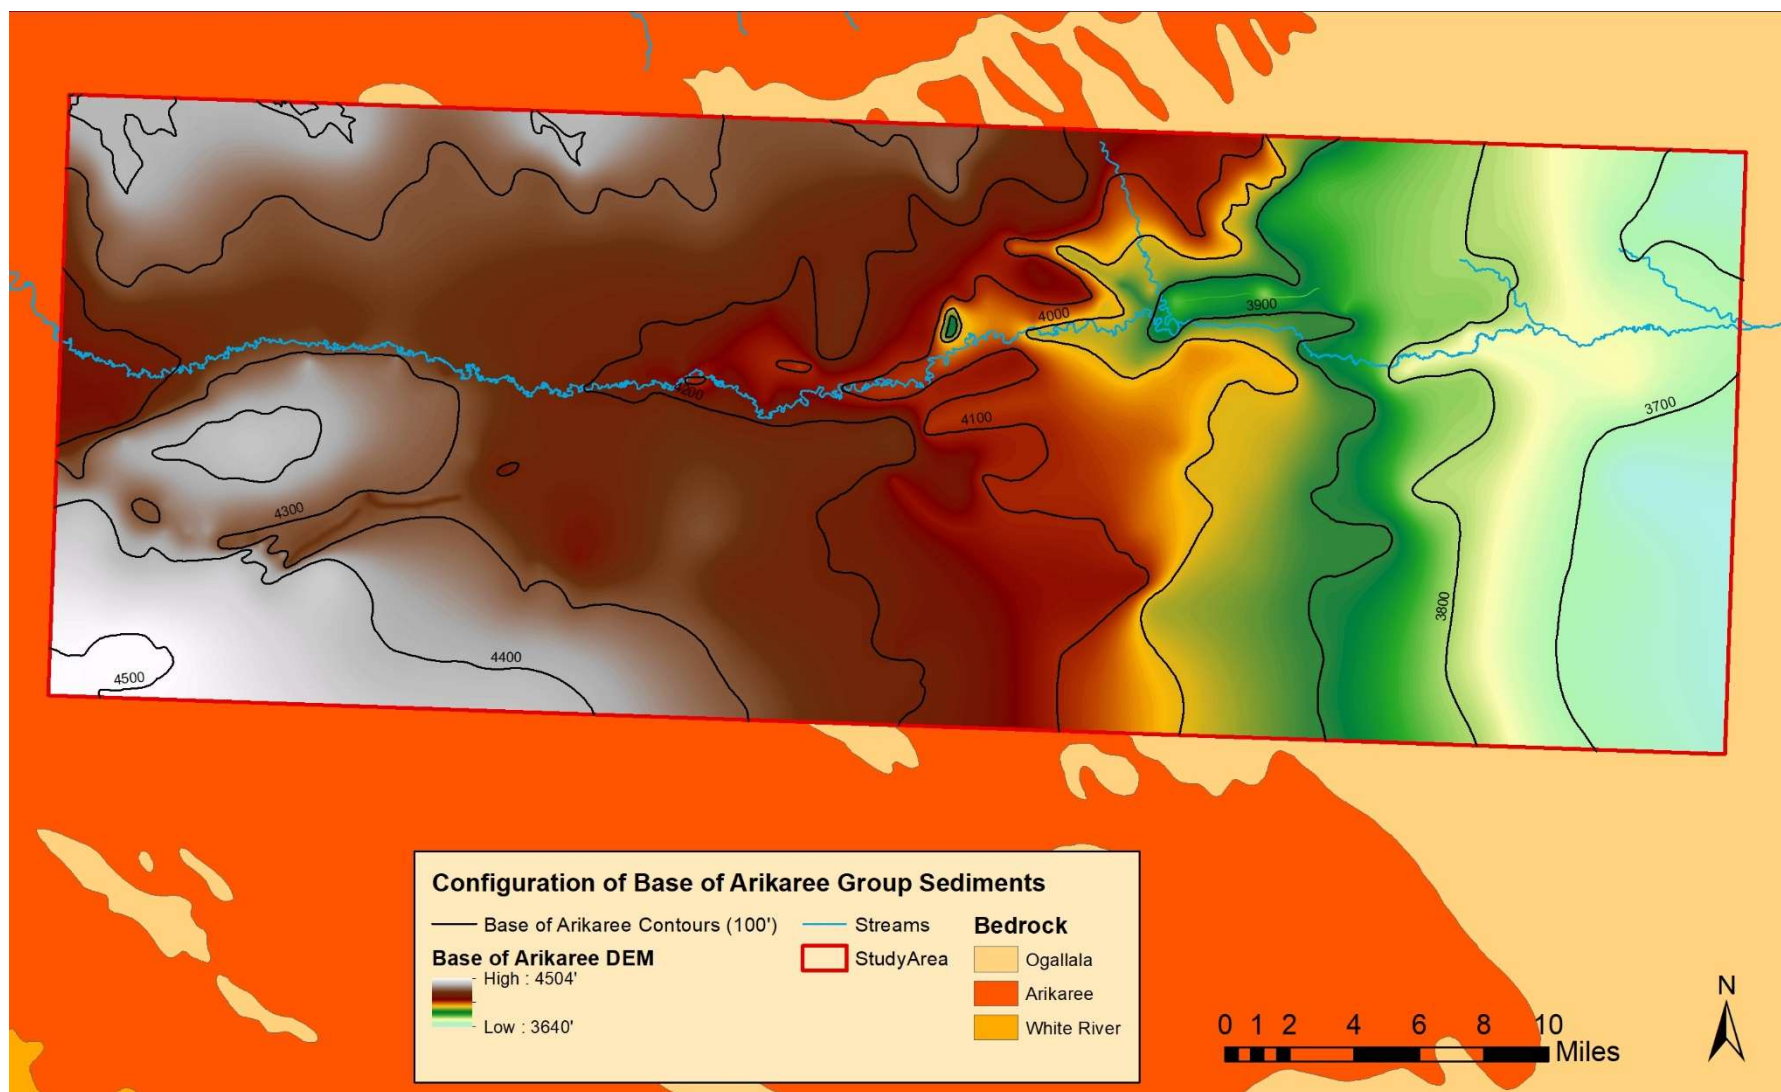 3900
4000
4200
3700
4100
4300
3800
4400
4500
Configuration of Base of Arikaree Group Sediments
Base of Arikaree Contours (100')
Streams
Bedrock
Base of Arikaree DEM
StudyArea
Ogallala
High : 4504'
Arikaree
Low : 3640'
White River
N
0 1 2 4 6 8 10
Miles